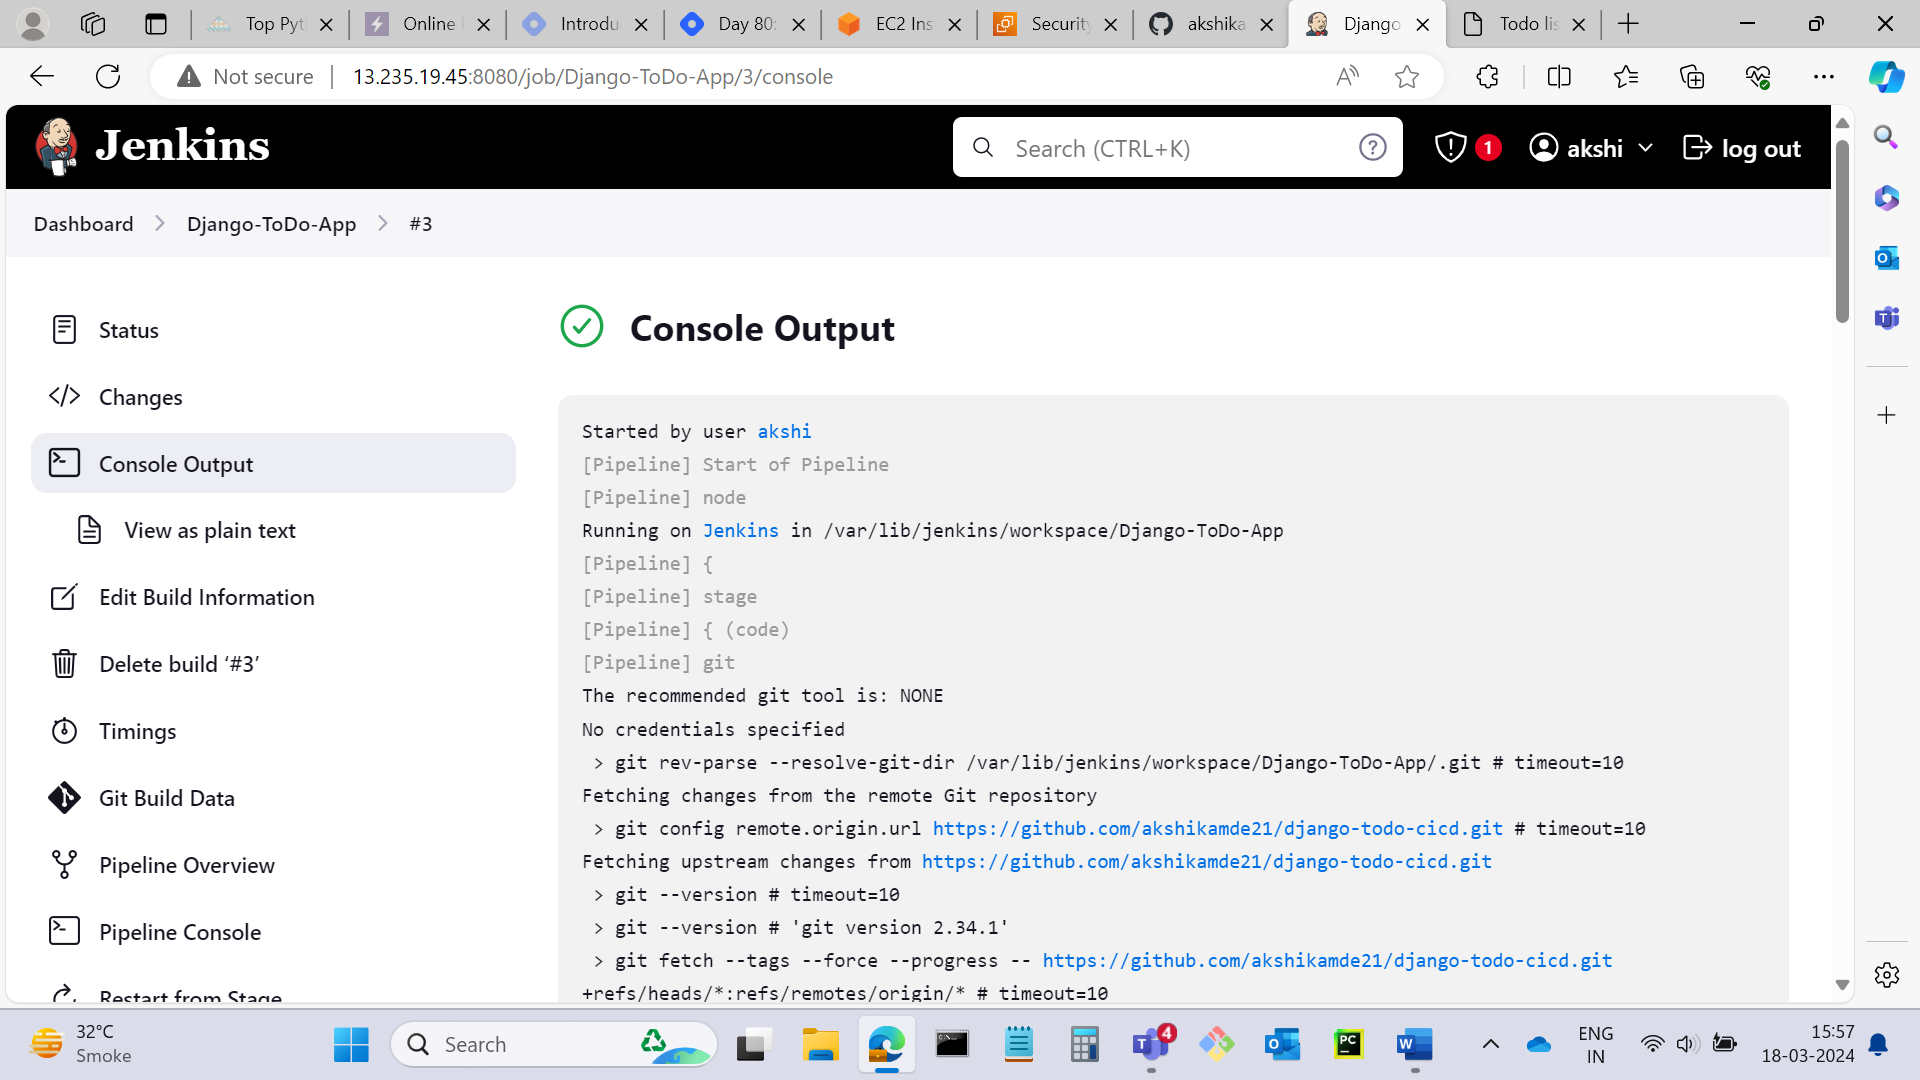 Top Pyt
Online
Introdu
Day 80:
EC2 Ins
Security
akshika
Django
Todo lis
Not secure
13.235.19.45:8080/job/Django-ToDo-App/3/console
Jenkins
Search (CTRL+K)
?
1
akshi
log out
Dashboard
Django-ToDo-App
#3
Status
Changes
Console Output
View as plain text
Edit Build Information
Delete build ‘#3’
Timings
Git Build Data
Pipeline Overview
Pipeline Console
Restart from Stage
Console Output
Started by user akshi
[Pipeline] Start of Pipeline
[Pipeline] node
Running on Jenkins in /var/lib/jenkins/workspace/Django-ToDo-App
[Pipeline] {
[Pipeline] stage
[Pipeline] { (code)
[Pipeline] git
The recommended git tool is: NONE
No credentials specified
 > git rev-parse --resolve-git-dir /var/lib/jenkins/workspace/Django-ToDo-App/.git # timeout=10
Fetching changes from the remote Git repository
 > git config remote.origin.url https://github.com/akshikamde21/django-todo-cicd.git # timeout=10
Fetching upstream changes from https://github.com/akshikamde21/django-todo-cicd.git
 > git --version # timeout=10
 > git --version # 'git version 2.34.1'
 > git fetch --tags --force --progress -- https://github.com/akshikamde21/django-todo-cicd.git
+refs/heads/*:refs/remotes/origin/* # timeout=10
32°C
Smoke
Search
4
PC
W
ENG
IN
15:57
18-03-2024